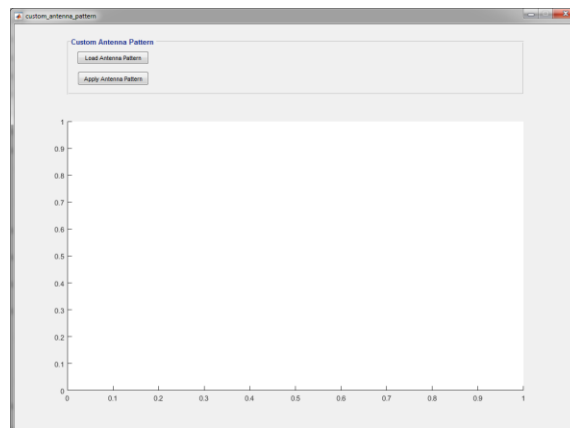 custom_antenna_pattern
Custom Antenna Pattern
Load Antenna Pattern
Apply Antenna Pattern
1
0.9
0.8
0.7
0.6
0.5
0.4
0.3
0.2
0.1
0
0 0.1 0.2 0.3 0.4 0.5 0.6 0.7 0.8 0.9 1